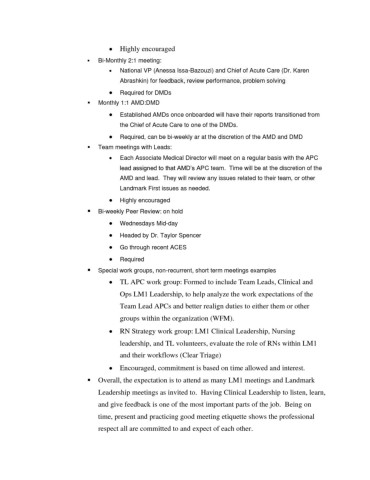 • Highly encouraged
• Bi-Monthly 2:1 meeting:
• National VP (Anessa Issa-Bazouzi) and Chief of Acute Care (Dr. Karen
Abrashkin) for feedback, review performance, problem solving
• Required for DMDs
• Monthly 1:1 AMD:DMD
• Established AMDs once onboarded will have their reports transitioned from
the Chief of Acute Care to one of the DMDs.
• Required, can be bi-weekly ar at the discretion of the AMD and DMD
• Team meetings with Leads:
• Each Associate Medical Director will meet on a regular basis with the APC
lead assigned to that AMD's APC team. Time will be at the discretion of the
AMD and lead. They will review any issues related to their team, or other
Landmark First issues as needed.
• Highly encouraged
• Bi-weekly Peer Review: on hold
• Wednesdays Mid-day
• Headed by Dr. Taylor Spencer
• Go through recent ACES
• Required
• Special work groups, non-recurrent, short term meetings examples
• TL APC work group: Formed to include Team Leads, Clinical and
Ops LM1 Leadership, to help analyze the work expectations of the
Team Lead APCs and better realign duties to either them or other
groups within the organization (WFM).
• RN Strategy work group: LM1 Clinical Leadership, Nursing
leadership, and TL volunteers, evaluate the role of RNs within LM1
and their workflows (Clear Triage)
• Encouraged, commitment is based on time allowed and interest.
• Overall, the expectation is to attend as many LM1 meetings and Landmark
Leadership meetings as invited to. Having Clinical Leadership to listen, learn,
and give feedback is one of the most important parts of the job. Being on
time, present and practicing good meeting etiquette shows the professional
respect all are committed to and expect of each other.